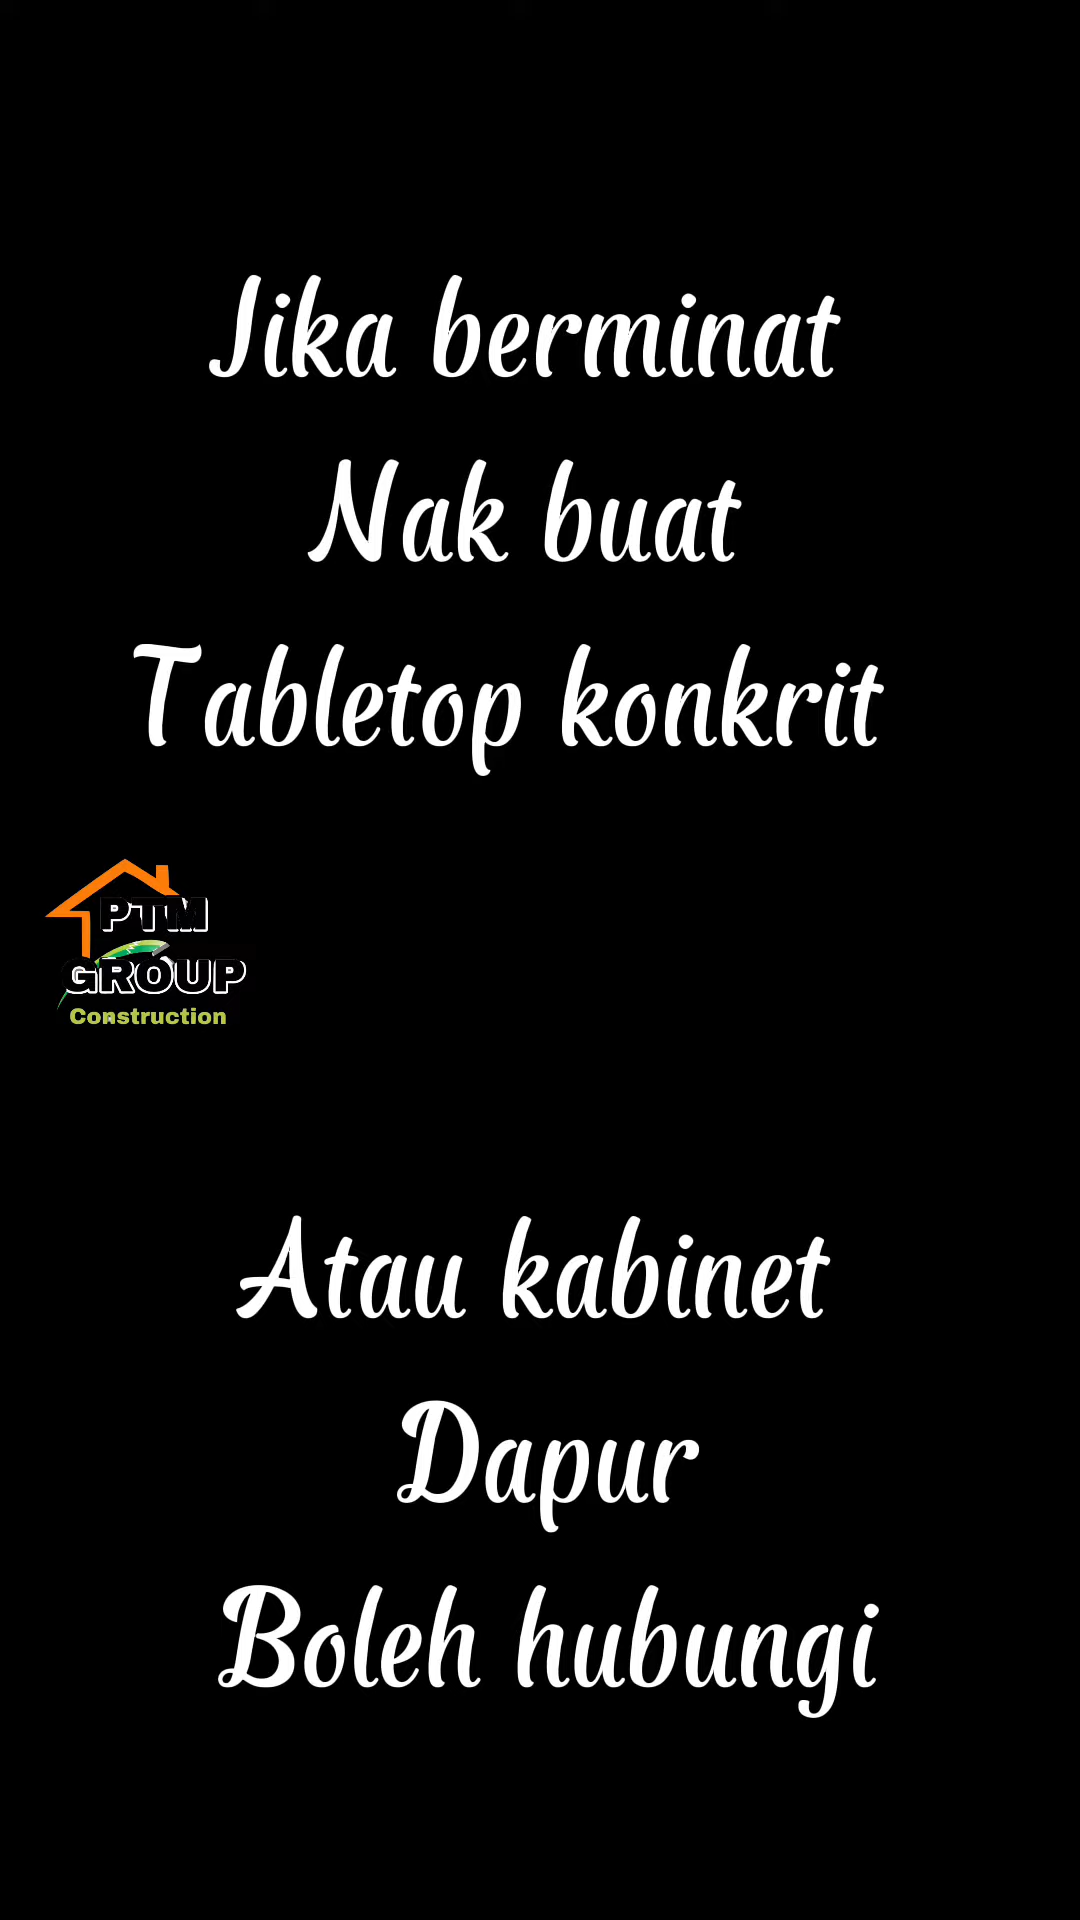 Jika berminat
Nak buat
Tabletop konkrit
PTM
GROUP
Construction
Atau kabinet
Dapur
Boleh hubungi